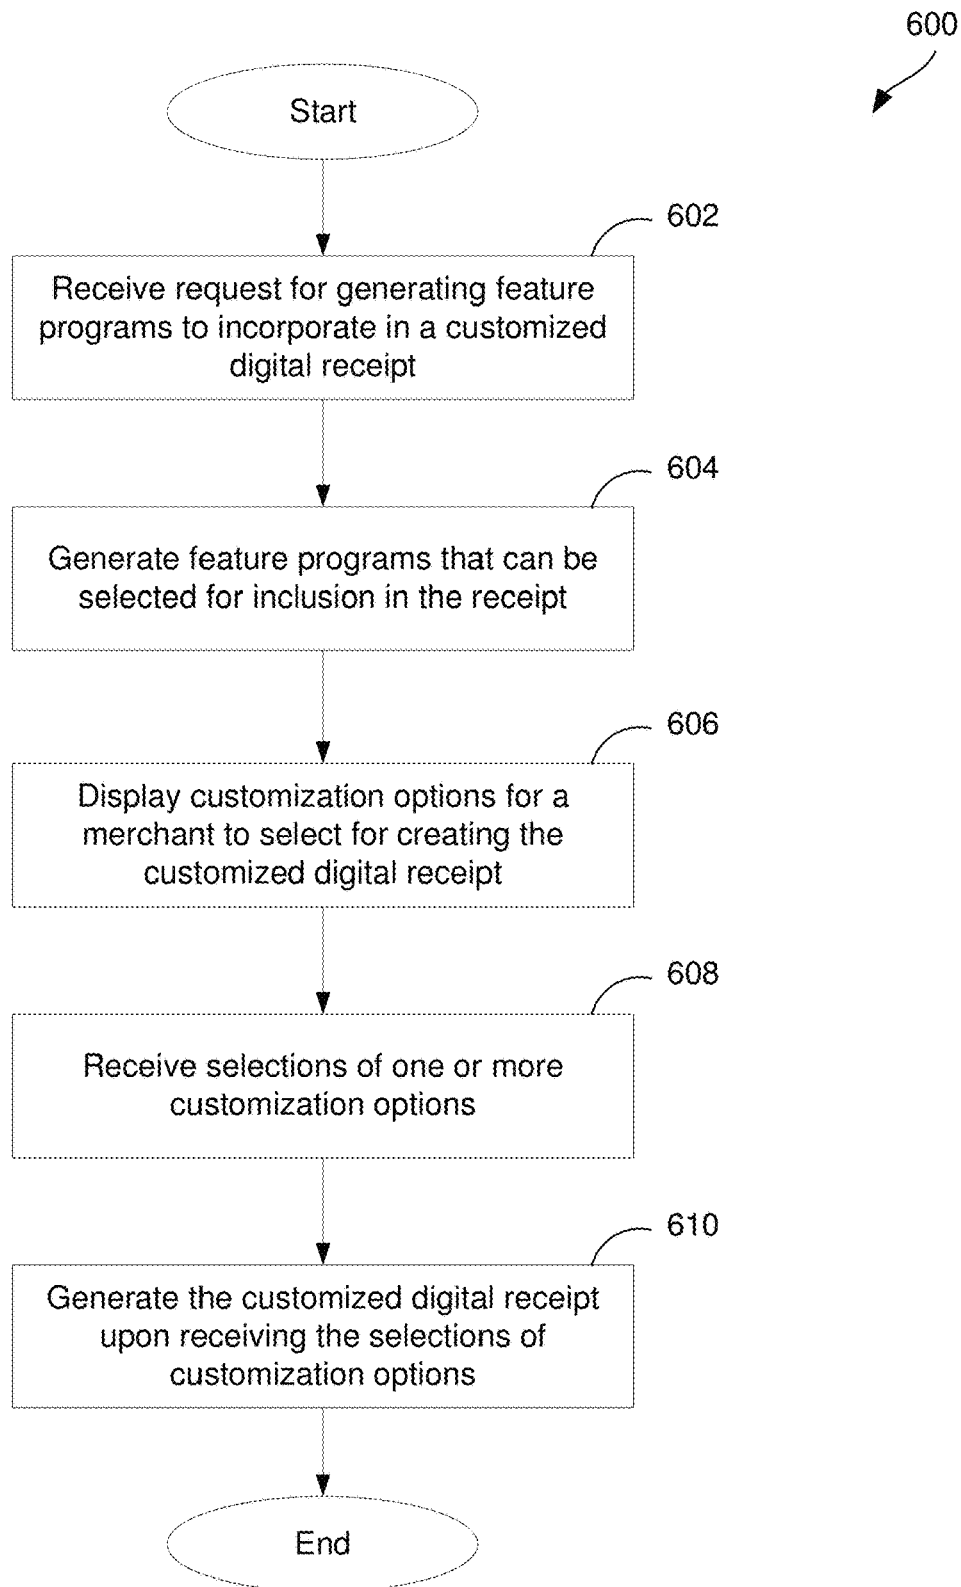 600
Start
602
Receive request for generating feature
programs to incorporate in a customized
digital receipt
604
Generate feature programs that can be
selected for inclusion in the receipt
606
Display customization options for a
merchant to select for creating the
customized digital receipt
608
Receive selections of one or more
customization options
610
Generate the customized digital receipt
upon receiving the selections of
customization options
End